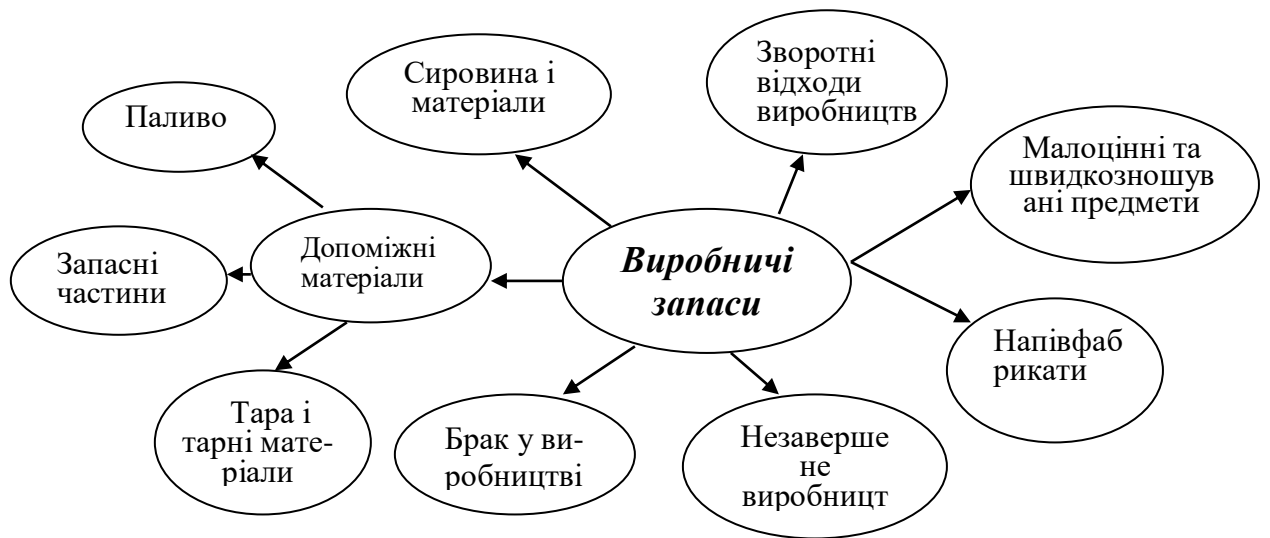 Сировина і
матеріали
Зворотні
відходи
виробництв
Паливо
Малоцінні та
швидкозношув
ані предмети
Запасні
частини
Допоміжні
матеріали
Виробничі
запаси
Напівфаб
рикати
Тара і
тарні мате-
ріали
Брак у ви-
робництві
Незаверше
не
виробницт